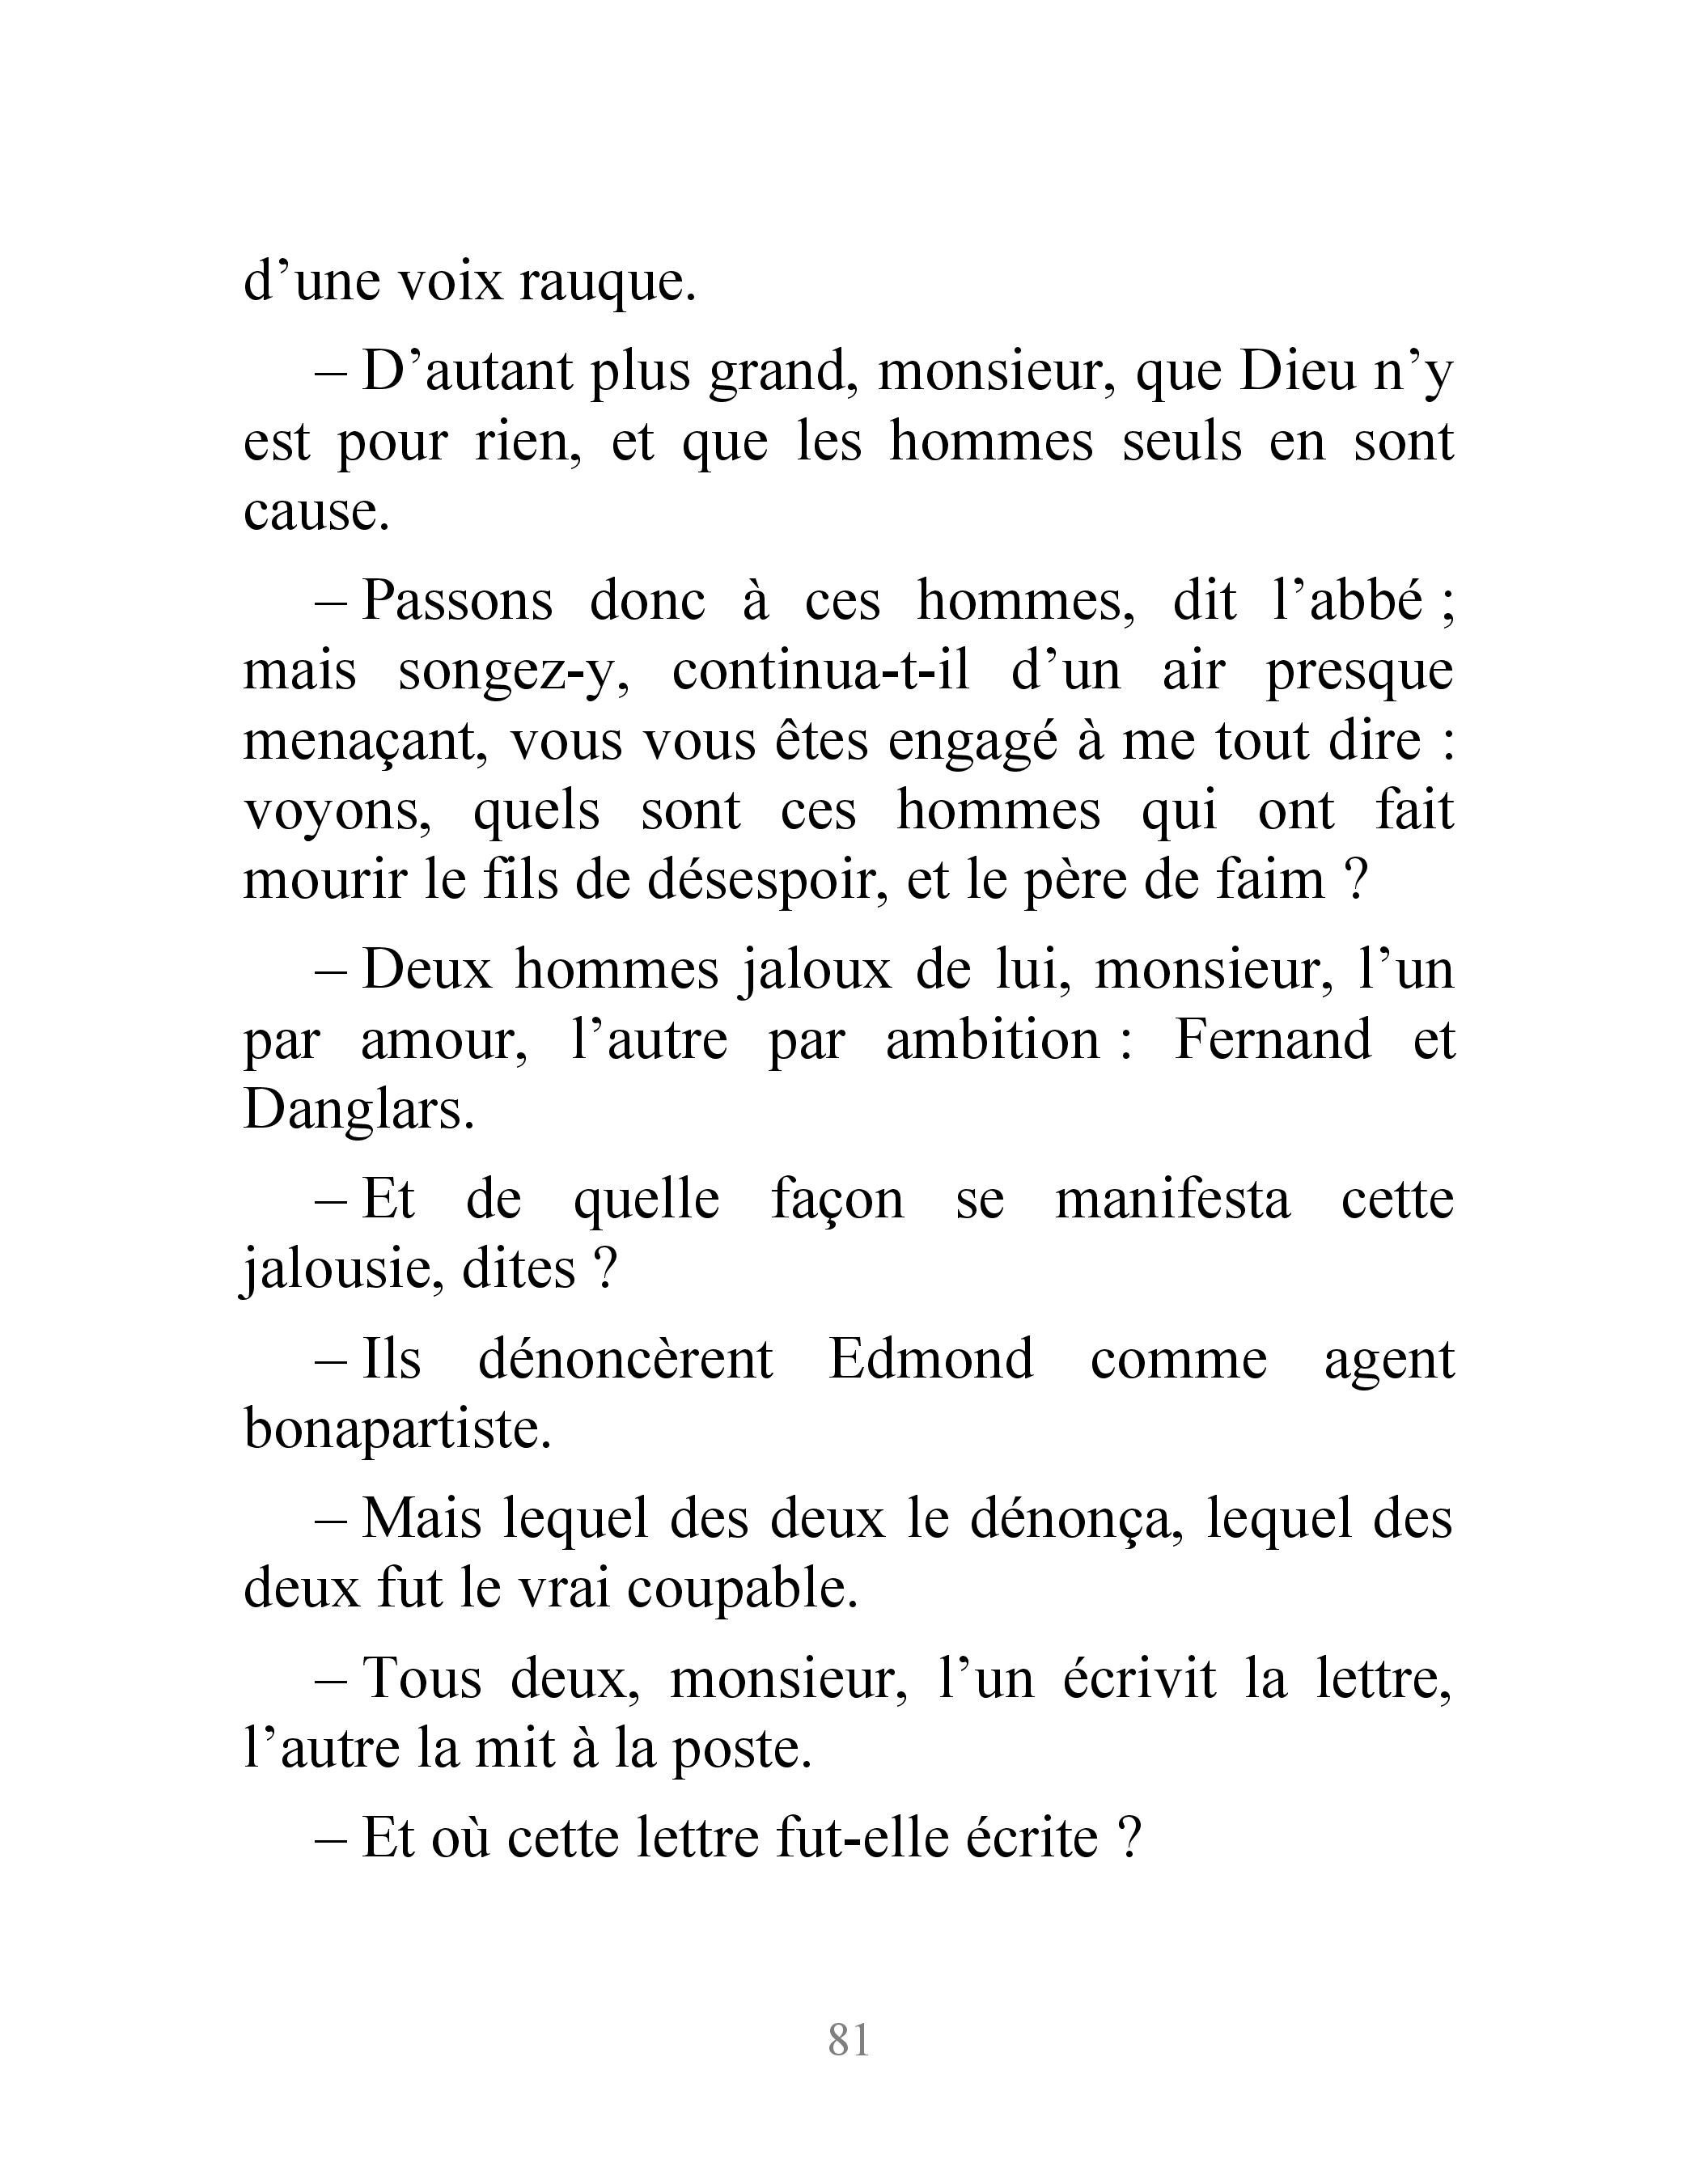 d’une voix rauque.
– D’autant plus grand, monsieur, que Dieu n’y
est pour rien, et que les hommes seuls en sont
cause.
– Passons donc à ces hommes, dit l’abbé ;
mais songez-y, continua-t-il d’un air presque
menaçant, vous vous êtes engagé à me tout dire :
voyons, quels sont ces hommes qui ont fait
mourir le fils de désespoir, et le père de faim ?
– Deux hommes jaloux de lui, monsieur, l’un
par amour, l’autre par ambition : Fernand et
Danglars.
– Et de quelle façon se manifesta cette
jalousie, dites ?
– Ils dénoncèrent Edmond comme agent
bonapartiste.
– Mais lequel des deux le dénonça, lequel des
deux fut le vrai coupable.
– Tous deux, monsieur, l’un écrivit la lettre,
l’autre la mit à la poste.
– Et où cette lettre fut-elle écrite ?
81